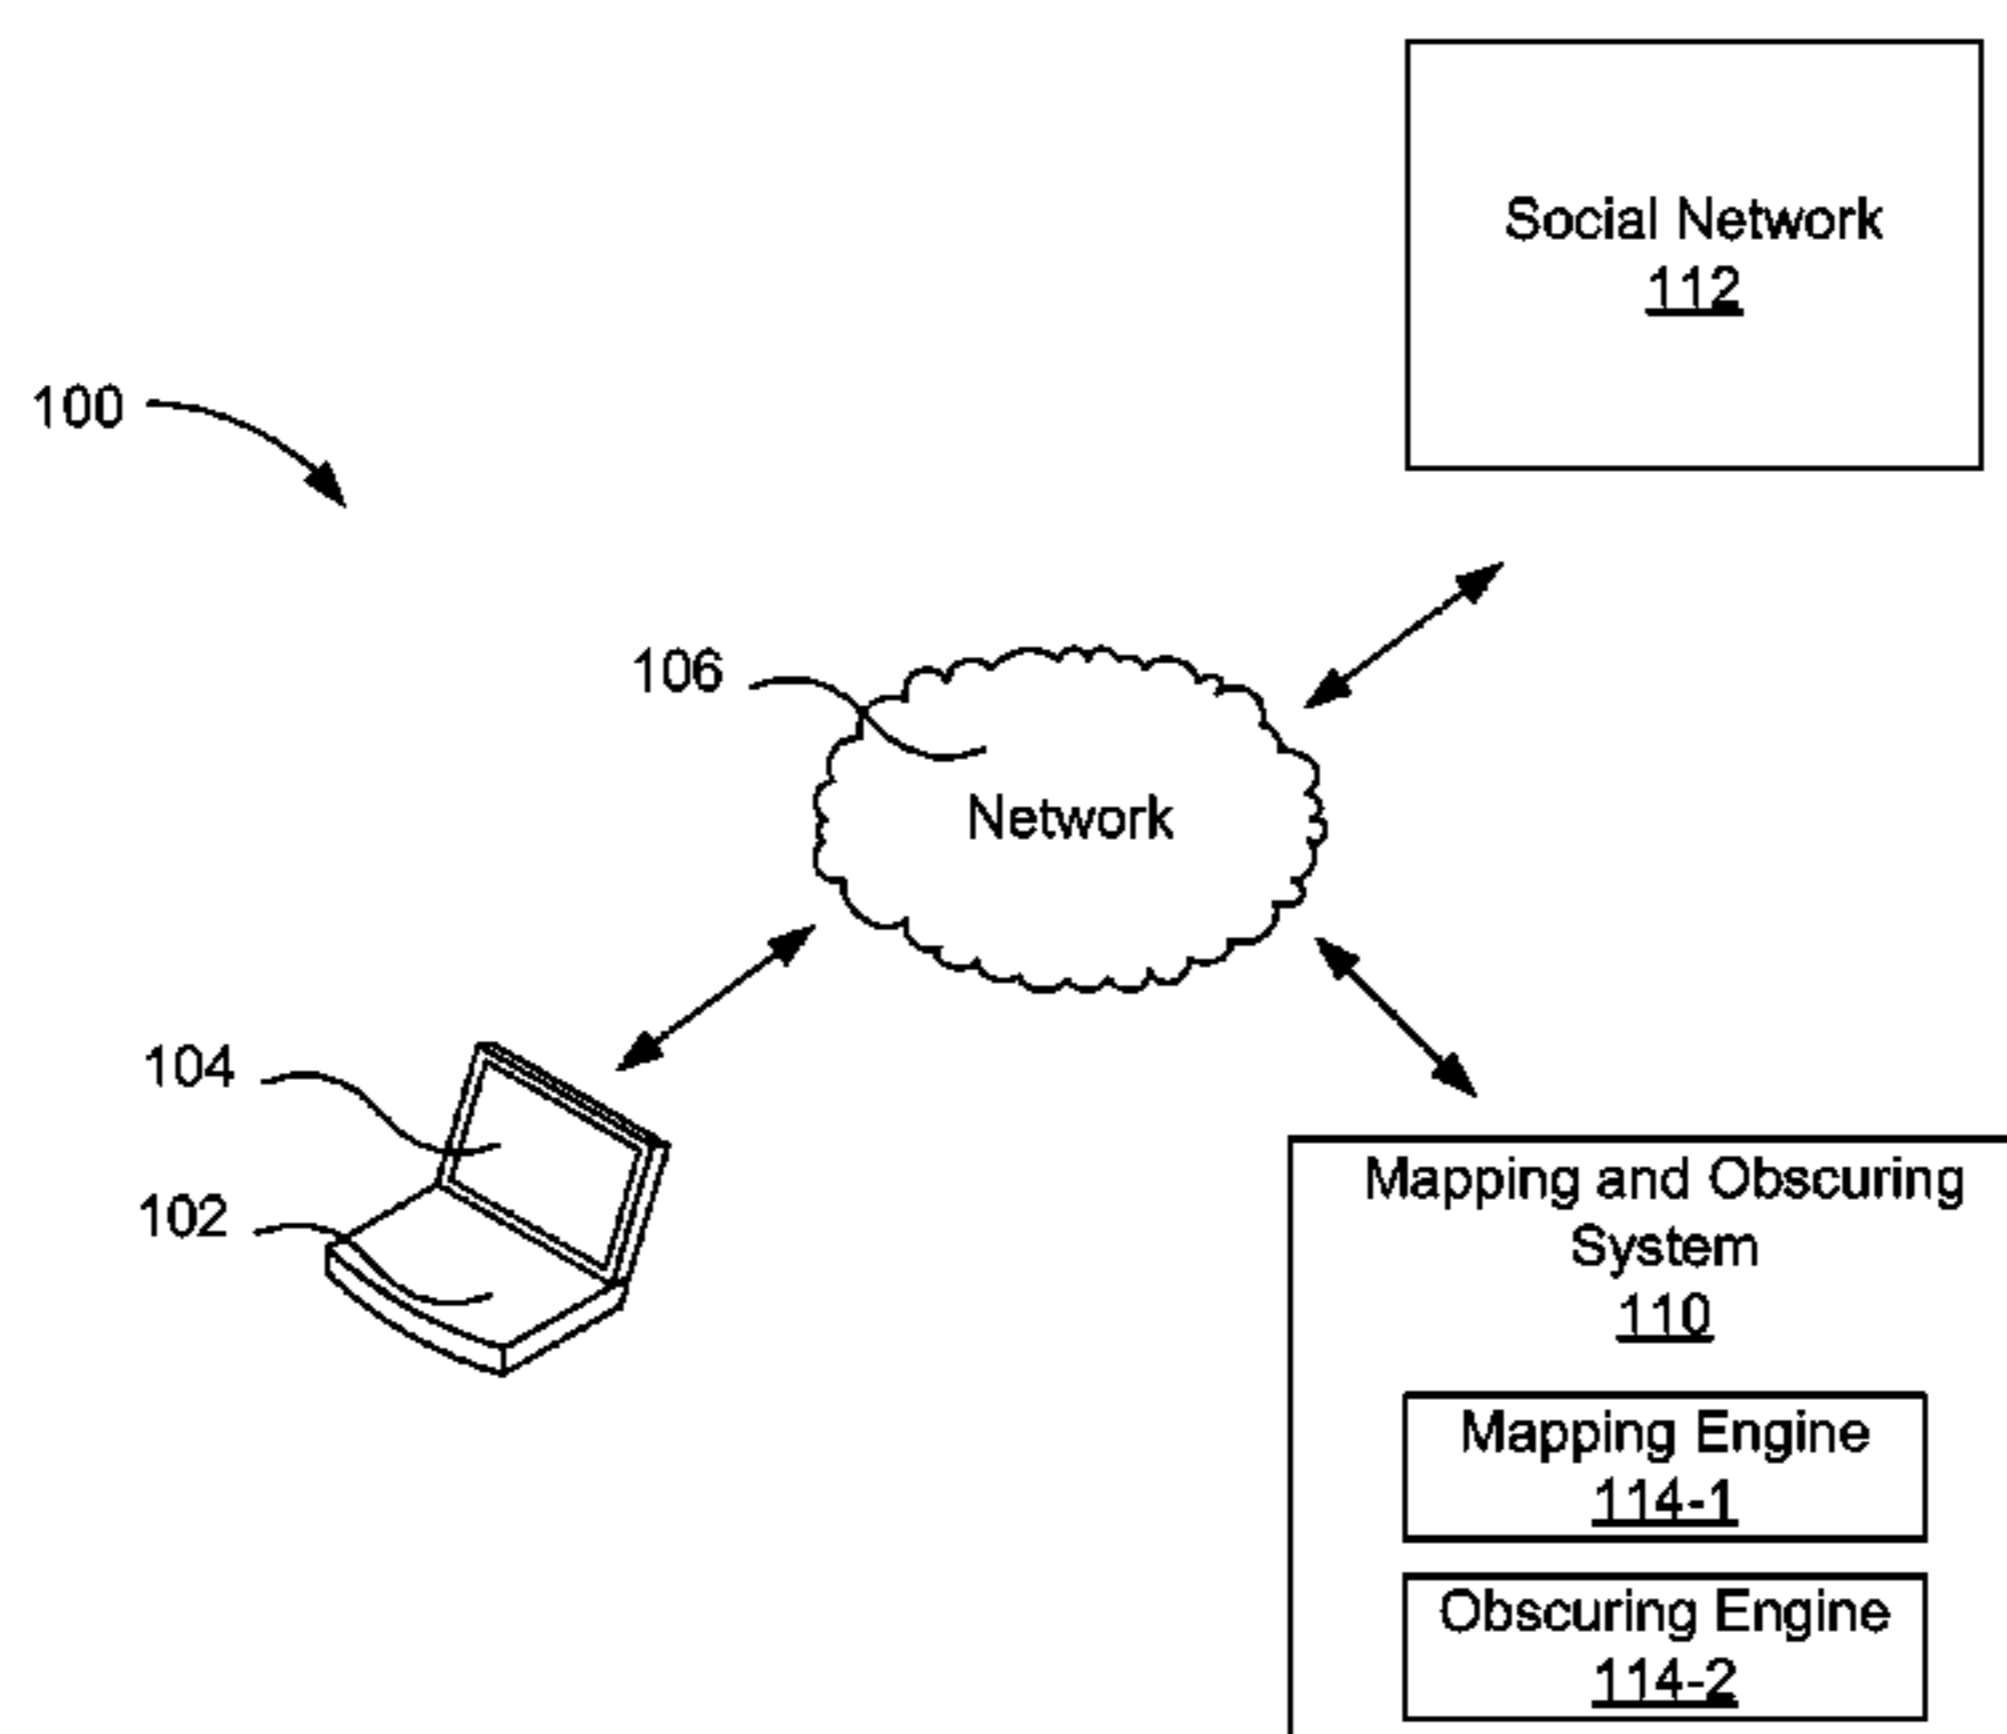 Social Network
112
100
106
Network
104
102
Mapping and Obscuring
System
110
Mapping Engine
114-1
Obscuring Engine
114-2